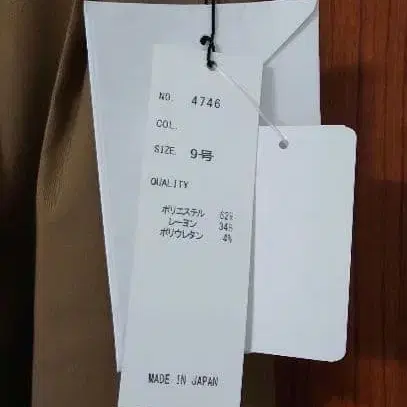 NO. 4746
COL.
SIZE 9号
QUALITY
ポリエステル 62%
レーヨン 34%
ポリウレタン 4%
MADE IN JAPAN